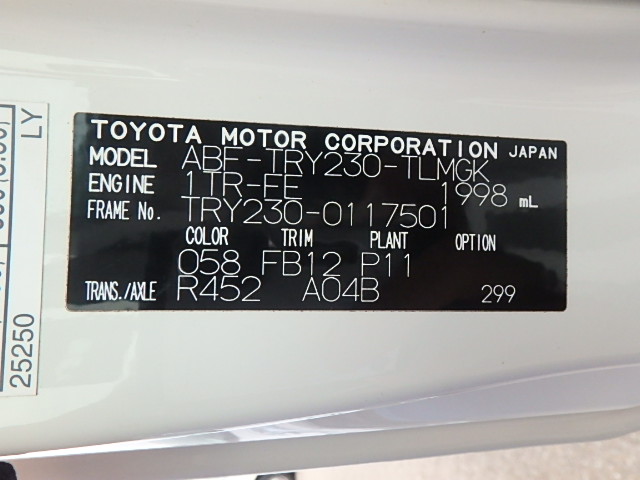 TOYOTA MOTOR CORPORATION JAPAN
MODEL ABF-TRY230-TLMGK
ENGINE 1TR-FE 1998 mL
FRAME No. TRY230-0117501
COLOR TRIM PLANT OPTION
058 FB12 P11
TRANS./AXLE R452 A04B 299
LY
25250